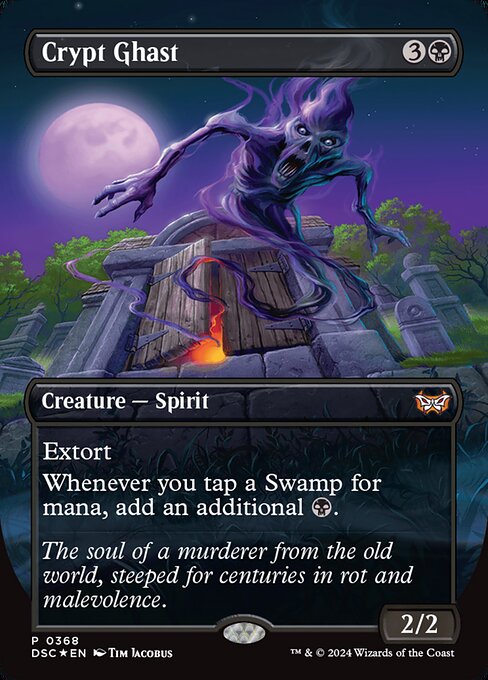 Crypt Ghast 3
Creature — Spirit
Extort
Whenever you tap a Swamp for
mana, add an additional .
The soul of a murderer from the old
world, steeped for centuries in rot and
malevolence.
2/2
P 0368
DSC★EN Tim Jacobus
™ & © 2024 Wizards of the Coast